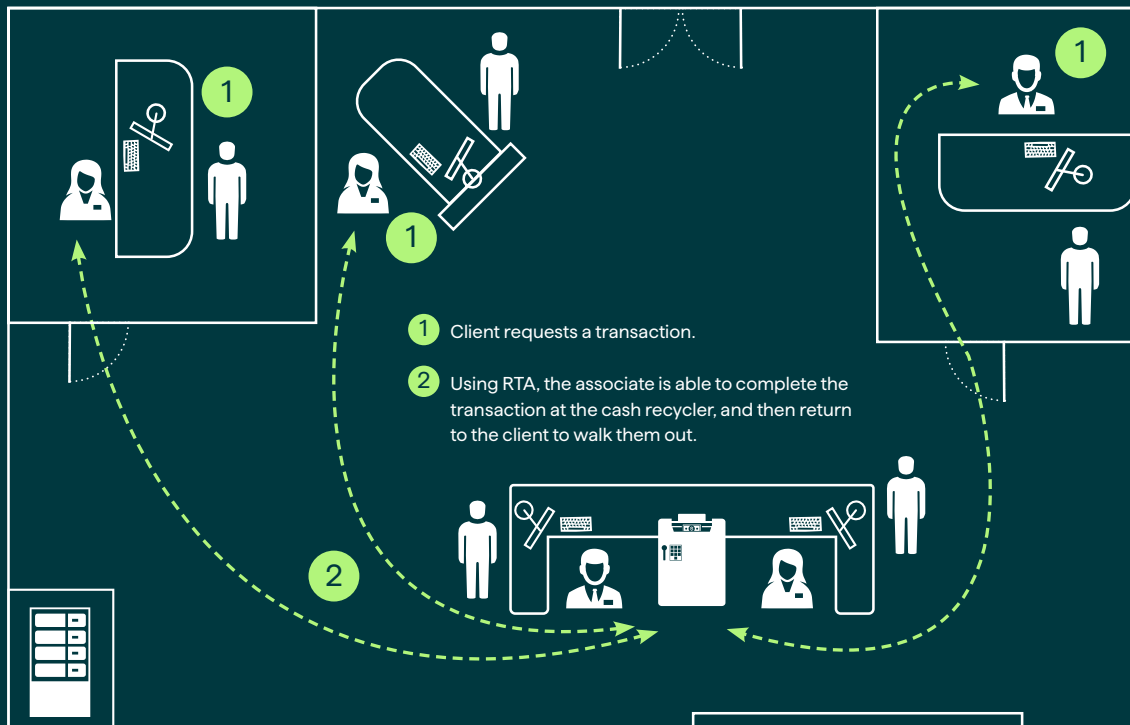 1
1
1
1 Client requests a transaction.
2 Using RTA, the associate is able to complete the
transaction at the cash recycler, and then return
to the client to walk them out.
2